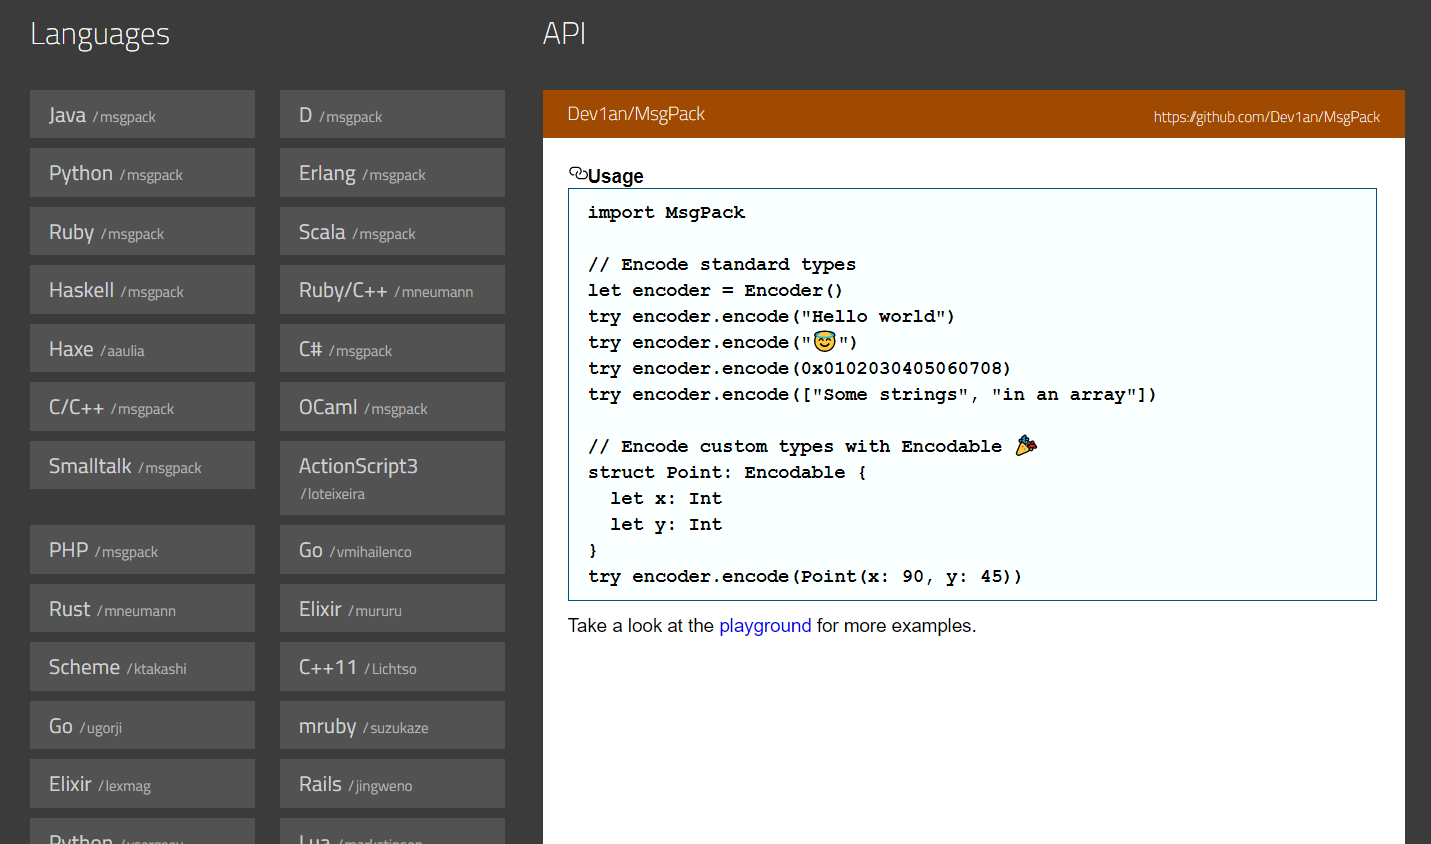 Languages
Java /msgpack
D /msgpack
Python /msgpack
Erlang /msgpack
Ruby /msgpack
Scala /msgpack
Haskell /msgpack
Ruby/C++ /mneumann
Haxe /aaulia
C# /msgpack
C/C++ /msgpack
OCaml /msgpack
Smalltalk /msgpack
ActionScript3
/loteixeira
PHP /msgpack
Go /vmihailenco
Rust /mneumann
Elixir /mururu
Scheme /ktakashi
C++11 /Lichtso
Go /ugorji
mruby /suzukaze
Elixir /lexmag
Rails /jingweno
Python
Lua
API
Dev1an/MsgPack
https://github.com/Dev1an/MsgPack
Usage
import MsgPack
// Encode standard types
let encoder = Encoder()
try encoder.encode("Hello world")
try encoder.encode("😇")
try encoder.encode(0x0102030405060708)
try encoder.encode(["Some strings", "in an array"])
// Encode custom types with Encodable 🎉
struct Point: Encodable {
let x: Int
let y: Int
}
try encoder.encode(Point(x: 90, y: 45))
Take a look at the playground for more examples.